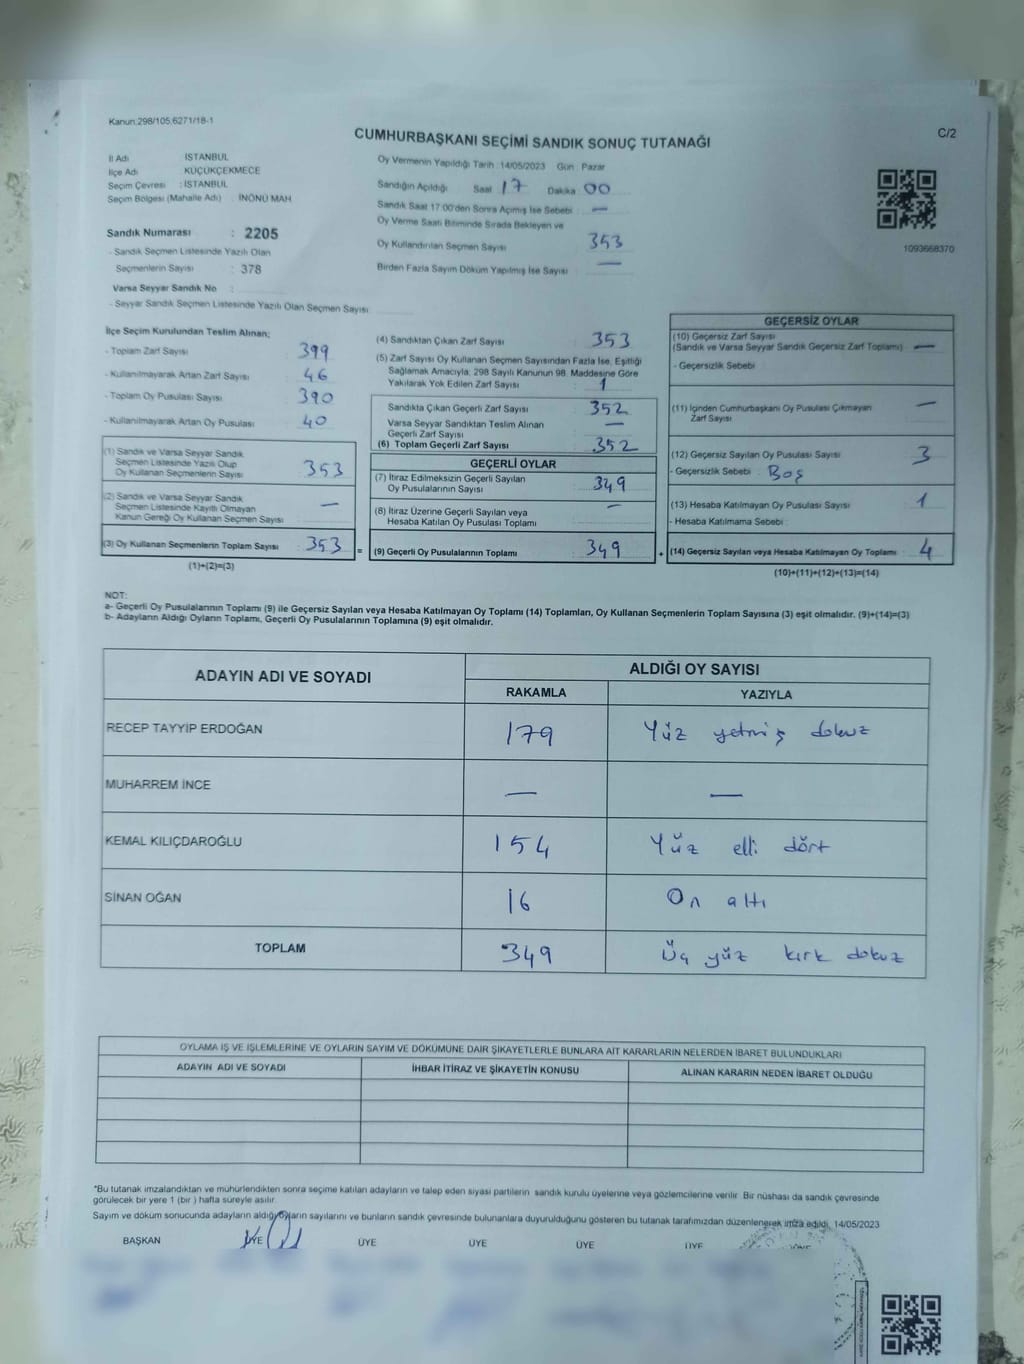 Kanun.298/105,6271/18-1
CUMHURBAŞKANI SEÇİMİ SANDIK SONUÇ TUTANAĞI
C/2
İl Adı İSTANBUL
İlçe Adı KÜÇÜKÇEKMECE
Seçim Çevresi : İSTANBUL
Seçim Bölgesi (Mahalle Adı) : İNÖNÜ MAH
Sandık Numarası : 2205
- Sandık Seçmen Listesinde Yazılı Olan
Seçmenlerin Sayısı : 378
Varsa Seyyar Sandık No :
- Seyyar Sandık Seçmen Listesinde Yazılı Olan Seçmen Sayısı
Oy Vermenin Yapıldığı Tarih :14/05/2023 Gün : Pazar
Sandığın Açıldığı Saat 17 Dakika 00
Sandık Saat 17:00'den Sonra Açımış İse Sebebi : —
Oy Verme Saati Bitiminde Sırada Bekleyen ve
Oy Kullandırılan Seçmen Sayısı 353
Birden Fazla Sayım Döküm Yapılmış İse Sayısı —
1093668370
İlçe Seçim Kurulundan Teslim Alınan;
- Toplam Zarf Sayısı 399
- Kullanılmayarak Artan Zarf Sayısı 46
- Toplam Oy Pusulası Sayısı 390
- Kullanılmayarak Artan Oy Pusulası 40
(1) Sandık ve Varsa Seyyar Sandık
Seçmen Listesinde Yazılı Olup
Oy Kullanan Seçmenlerin Sayısı 353
(2) Sandık ve Varsa Seyyar Sandık
Seçmen Listesinde Kayıtlı Olmayan
Kanun Gereği Oy Kullanan Seçmen Sayısı —
(3) Oy Kullanan Seçmenlerin Toplam Sayısı 353 =
(1)+(2)=(3)
(4) Sandıktan Çıkan Zarf Sayısı 353
(5) Zarf Sayısı Oy Kullanan Seçmen Sayısından Fazla İse, Eşitliği
Sağlamak Amacıyla; 298 Sayılı Kanunun 98. Maddesine Göre
Yakılarak Yok Edilen Zarf Sayısı 1
Sandıkta Çıkan Geçerli Zarf Sayısı 352
Varsa Seyyar Sandıktan Teslim Alınan
Geçerli Zarf Sayısı —
(6) Toplam Geçerli Zarf Sayısı 352
GEÇERLİ OYLAR
(7) İtiraz Edilmeksizin Geçerli Sayılan
Oy Pusulalarının Sayısı 349
(8) İtiraz Üzerine Geçerli Sayılan veya
Hesaba Katılan Oy Pusulası Toplamı —
(9) Geçerli Oy Pusulalarının Toplamı 349 +
GEÇERSİZ OYLAR
(10) Geçersiz Zarf Sayısı
(Sandık ve Varsa Seyyar Sandık Geçersiz Zarf Toplamı) —
- Geçersizlik Sebebi
(11) İçinden Cumhurbaşkanı Oy Pusulası Çıkmayan
Zarf Sayısı —
(12) Geçersiz Sayılan Oy Pusulası Sayısı 3
- Geçersizlik Sebebi : Boş
(13) Hesaba Katılmayan Oy Pusulası Sayısı 1
- Hesaba Katılmama Sebebi :
(14) Geçersiz Sayılan veya Hesaba Katılmayan Oy Toplamı 4
(10)+(11)+(12)+(13)=(14)
NOT:
a- Geçerli Oy Pusulalarının Toplamı (9) ile Geçersiz Sayılan veya Hesaba Katılmayan Oy Toplamı (14) Toplamları, Oy Kullanan Seçmenlerin Toplam Sayısına (3) eşit olmalıdır. (9)+(14)=(3)
b- Adayların Aldığı Oyların Toplamı, Geçerli Oy Pusulalarının Toplamına (9) eşit olmalıdır.
ADAYIN ADI VE SOYADI
ALDIĞI OY SAYISI
RAKAMLA YAZIYLA
RECEP TAYYİP ERDOĞAN 179 Yüz yetmiş dokuz
MUHARREM İNCE — —
KEMAL KILIÇDAROĞLU 154 Yüz elli dört
SİNAN OĞAN 16 On altı
TOPLAM 349 Üç yüz kırk dokuz
OYLAMA İŞ VE İŞLEMLERİNE VE OYLARIN SAYIM VE DÖKÜMÜNE DAİR ŞİKAYETLERLE BUNLARA AİT KARARLARIN NELERDEN İBARET BULUNDUKLARI
ADAYIN ADI VE SOYADI İHBAR İTİRAZ VE ŞİKAYETİN KONUSU ALINAN KARARIN NEDEN İBARET OLDUĞU
*Bu tutanak imzalandıktan ve mühürlendikten sonra seçime katılan adayların ve talep eden siyasi partilerin sandık kurulu üyelerine veya gözlemcilerine verilir. Bir nüshası da sandık çevresinde
görülecek bir yere 1 (bir ) hafta süreyle asılır.
Sayım ve döküm sonucunda adayların aldığı oyların sayılarını ve bunların sandık çevresinde bulunanlara duyurulduğunu gösteren bu tutanak tarafımızdan düzenlenerek imza edildi. 14/05/2023
BAŞKAN ÜYE ÜYE ÜYE ÜYE ÜYE